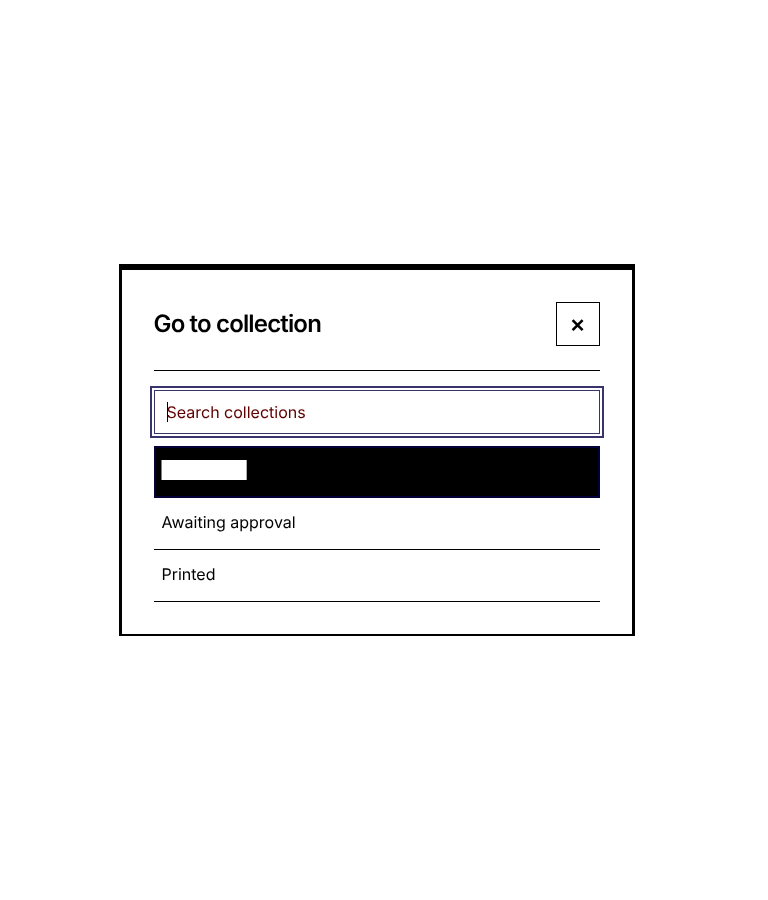 Go to collection
×
Search collections
Awaiting approval
Printed